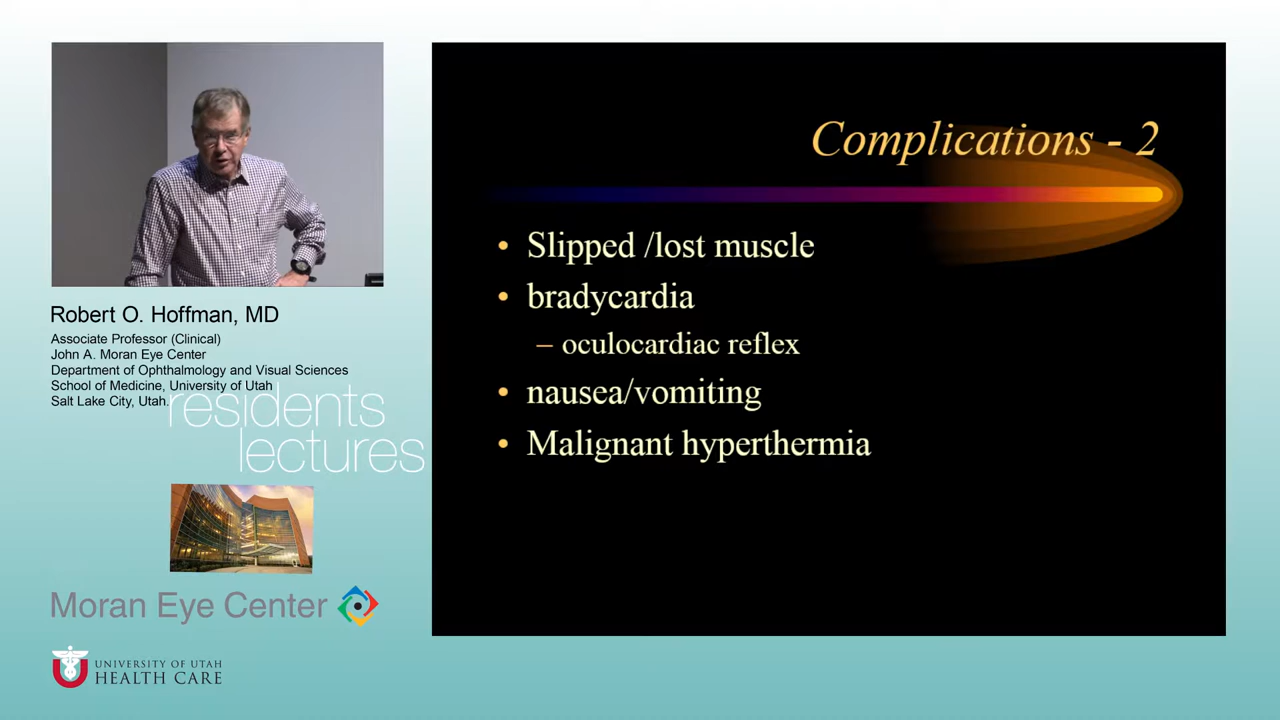 Complications - 2
• Slipped /lost muscle
• bradycardia
– oculocardiac reflex
• nausea/vomiting
• Malignant hyperthermia
Robert O. Hoffman, MD
Associate Professor (Clinical)
John A. Moran Eye Center
Department of Ophthalmology and Visual Sciences
School of Medicine, University of Utah
Salt Lake City, Utah.
residents
lectures
Moran Eye Center
UNIVERSITY OF UTAH
HEALTH CARE